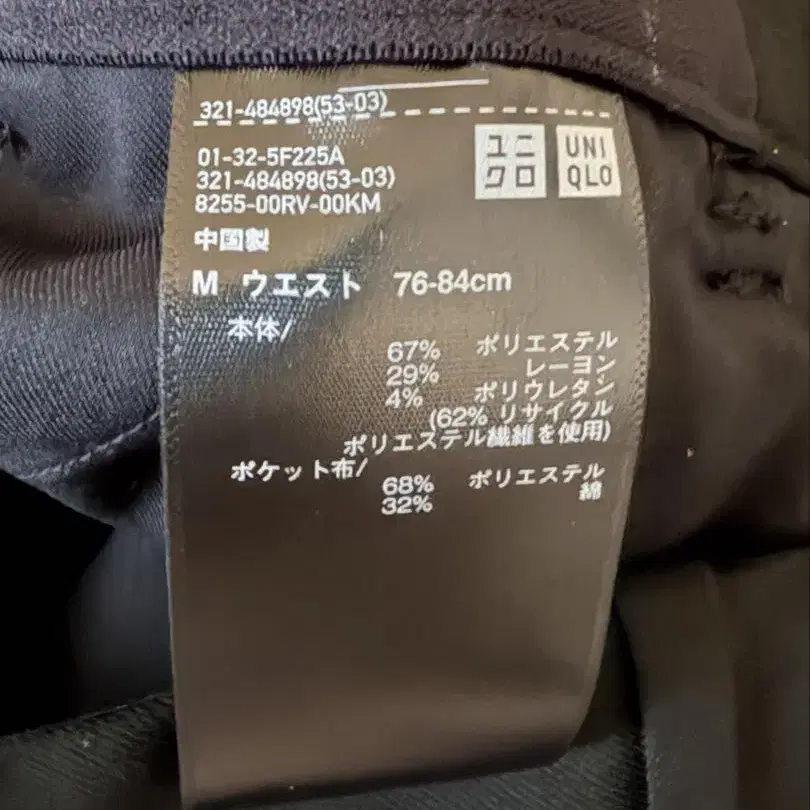 321-484898(53-03)
ユニ
クロ
UNI
QLO
01-32-5F225A
321-484898(53-03)
8255-00RV-00KM
中国製
M ウエスト 76-84cm
本体/
67% ポリエステル
29% レーヨン
4% ポリウレタン
(62% リサイクル
ポリエステル繊維を使用)
ポケット布/
68% ポリエステル
32% 綿